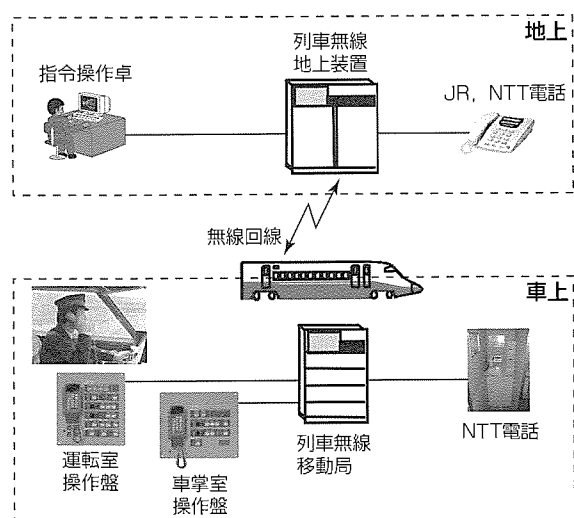 地上
列車無線
地上装置
指令操作卓
JR，NTT電話
無線回線
車上
運転室
操作盤
車掌室
操作盤
列車無線
移動局
NTT電話